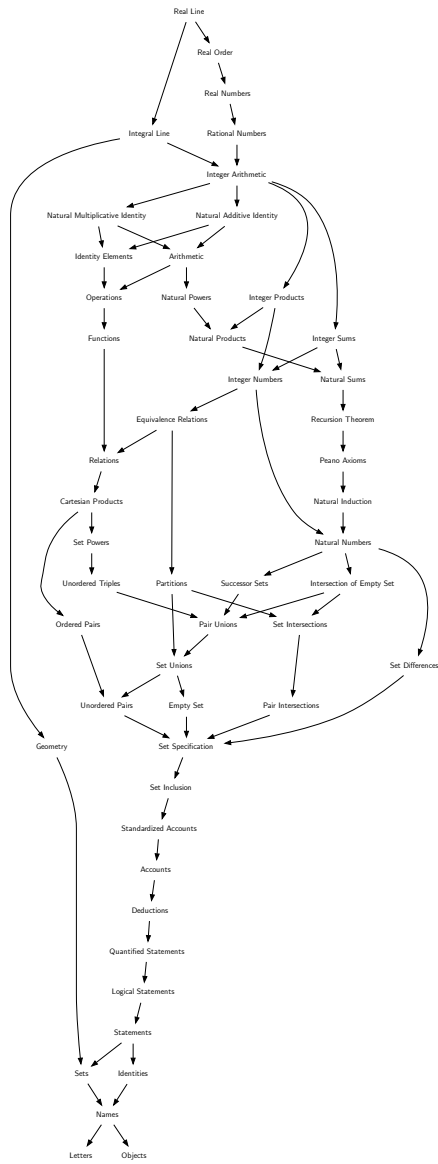 Real Line
Real Order
Real Numbers
Integral Line
Rational Numbers
Integer Arithmetic
Natural Multiplicative Identity
Natural Additive Identity
Identity Elements
Arithmetic
Operations
Natural Powers
Integer Products
Functions
Natural Products
Integer Sums
Integer Numbers
Natural Sums
Equivalence Relations
Recursion Theorem
Relations
Peano Axioms
Cartesian Products
Natural Induction
Set Powers
Natural Numbers
Unordered Triples
Partitions
Successor Sets
Intersection of Empty Set
Ordered Pairs
Pair Unions
Set Intersections
Set Unions
Set Differences
Unordered Pairs
Empty Set
Pair Intersections
Geometry
Set Specification
Set Inclusion
Standardized Accounts
Accounts
Deductions
Quantified Statements
Logical Statements
Statements
Sets
Identities
Names
Letters
Objects